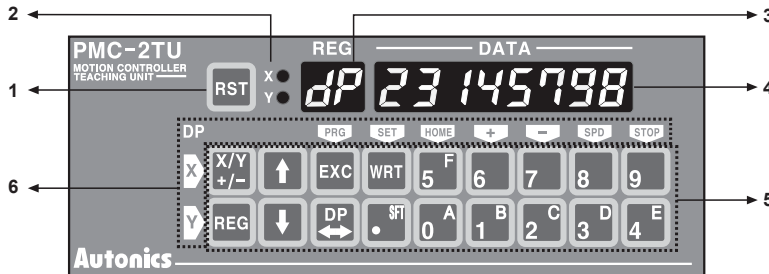 2 3
PMC-2TU REG DATA
MOTION CONTROLLER
TEACHING UNIT
1 RST X Y dP 23145798 4
DP PRG SET HOME + - SPD STOP
6 X X/Y +/- ↑ EXC WRT 5 F 6 7 8 9
5
Y REG ↓ DP ↔ • SFT 0 A 1 B 2 C 3 D 4 E
Autonics